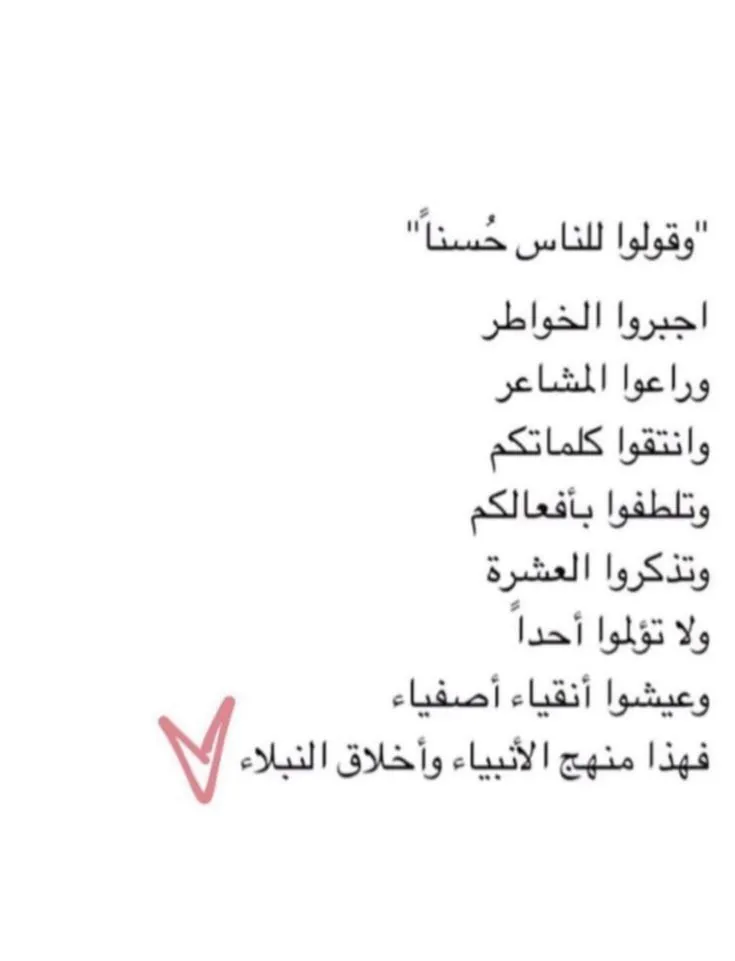 "وقولوا للناس حُسناً"
اجبروا الخواطر
وراعوا المشاعر
وانتقوا كلماتكم
وتلطفوا بأفعالكم
وتذكروا العشرة
ولا تؤلموا أحداً
وعيشوا أنقياء أصفياء
فهذا منهج الأنبياء وأخلاق النبلاء